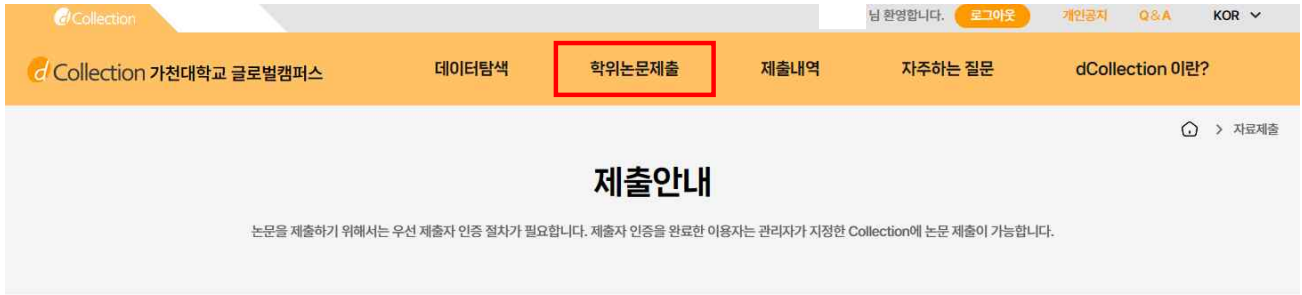 dCollection 님 환영합니다. 로그아웃 개인공지 Q&A KOR
dCollection 가천대학교 글로벌캠퍼스 데이터탐색 학위논문제출 제출내역 자주하는 질문 dCollection 이란?
> 자료제출
제출안내
논문을 제출하기 위해서는 우선 제출자 인증 절차가 필요합니다. 제출자 인증을 완료한 이용자는 관리자가 지정한 Collection에 논문 제출이 가능합니다.